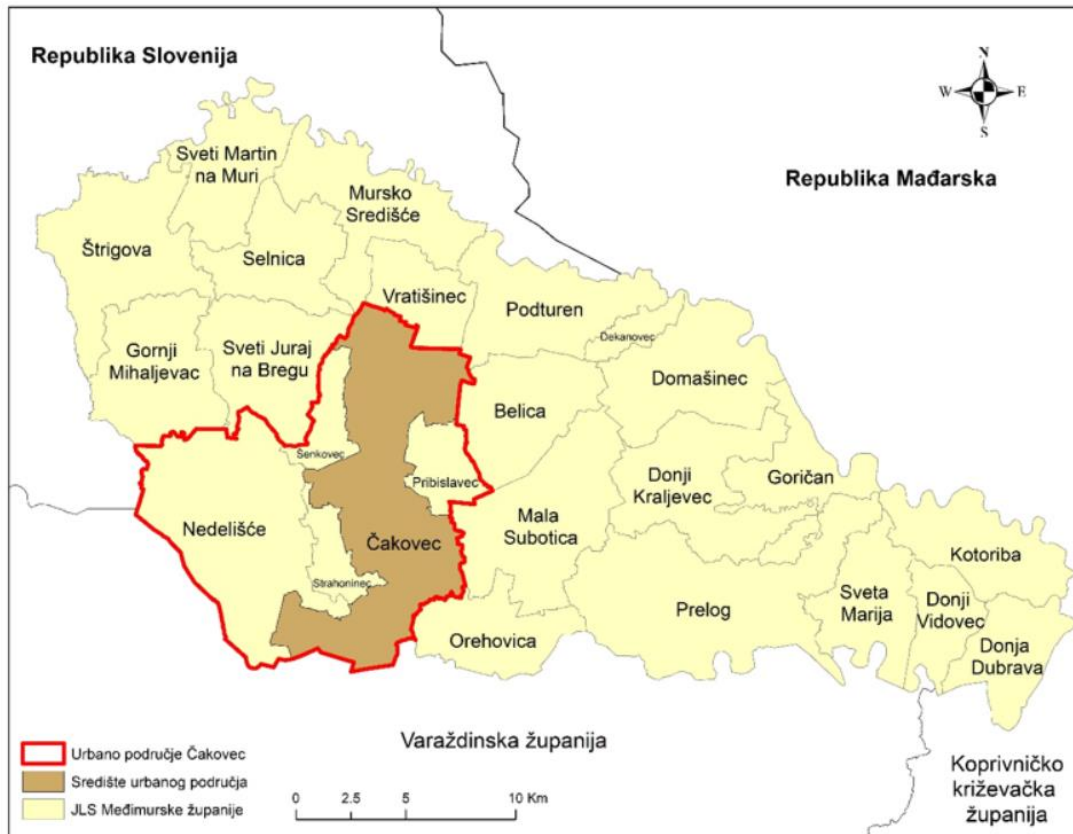 Republika Slovenija
N
W
E
S
Republika Mađarska
Sveti Martin
na Muri
Mursko
Središće
Štrigova
Selnica
Vratišinec
Podturen
Dekanovec
Gornji
Mihaljevac
Sveti Juraj
na Bregu
Domašinec
Belica
Šenkovec
Pribislavec
Donji
Kraljevec
Goričan
Nedelišće
Čakovec
Mala
Subotica
Kotoriba
Strahoninec
Prelog
Sveta
Marija
Donji
Vidovec
Orehovica
Donja
Dubrava
Varaždinska županija
Koprivničko
križevačka
županija
Urbano područje Čakovec
Središte urbanog područja
JLS Međimurske županije
0 2.5 5 10 Km